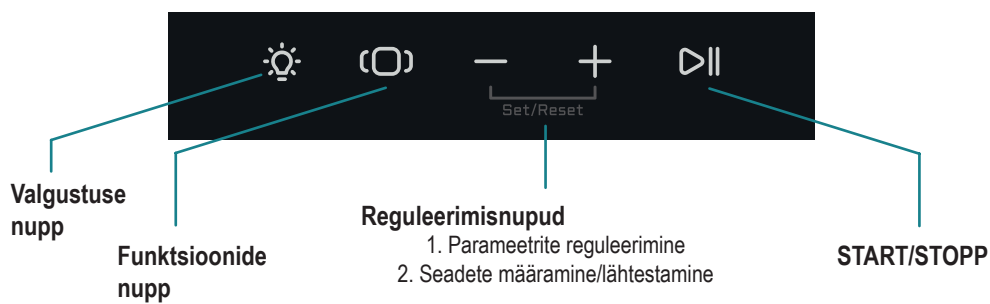 Set/Reset
Valgustuse
nupp
Funktsioonide
nupp
Reguleerimisnupud
1. Parameetrite reguleerimine
2. Seadete määramine/lähtestamine
START/STOPP